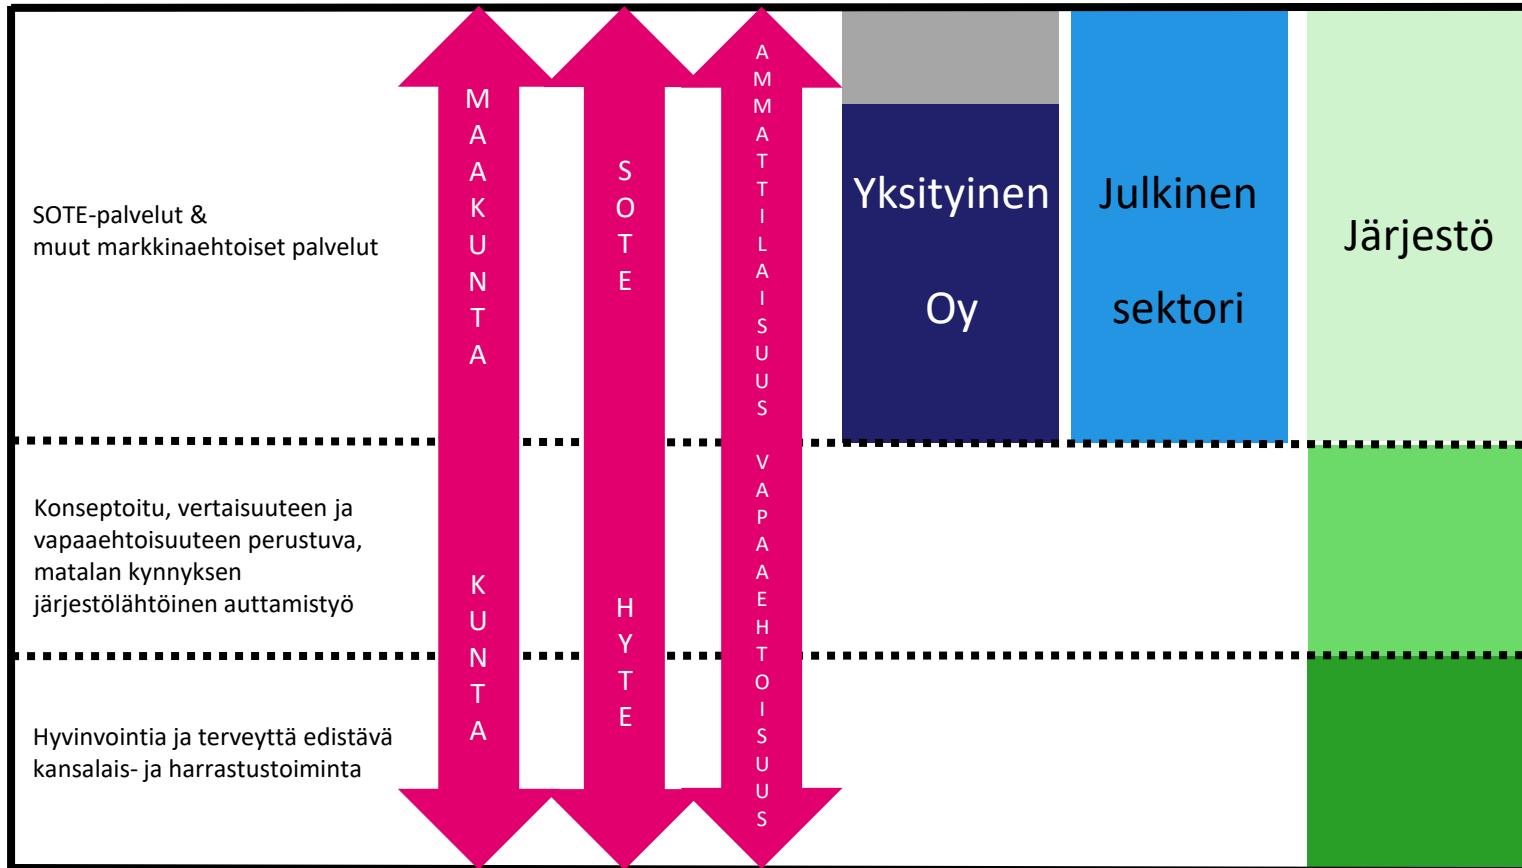 SOTE-palvelut &
muut markkinaehtoiset palvelut
Konseptoitu, vertaisuuteen ja
vapaaehtoisuuteen perustuva,
matalan kynnyksen
järjestölähtöinen auttamistyö
Hyvinvointia ja terveyttä edistävä
kansalais- ja harrastustoiminta
MAAKUNTA
KUNTA
SOTE
HYTE
AMMATTILAISUUS
VAPAAEHTOISUUS
Yksityinen
Oy
Julkinen
sektori
Järjestö